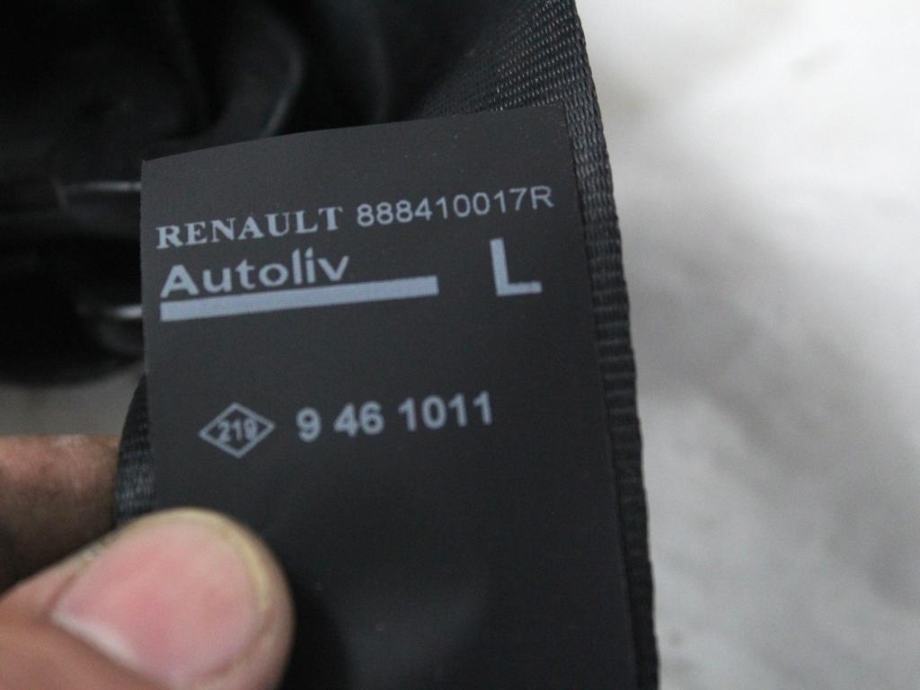 RENAULT 888410017R
Autoliv L
219 9 46 1011